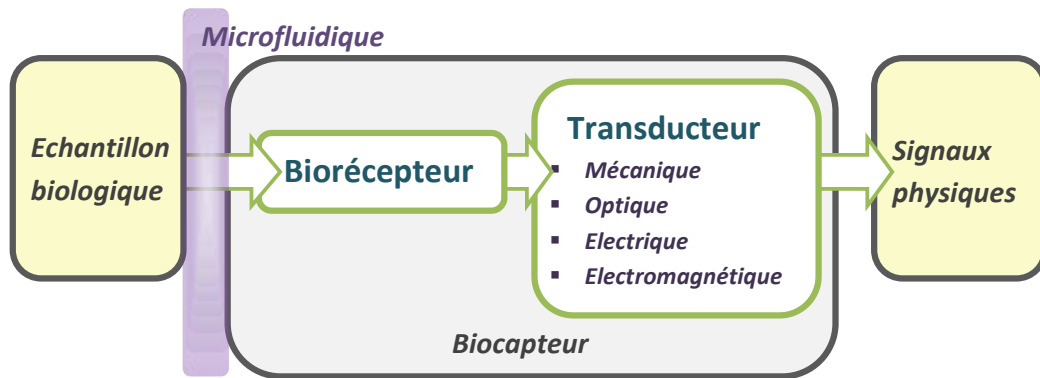 Microfluidique
Echantillon
biologique
Biorécepteur
Transducteur
▪ Mécanique
▪ Optique
▪ Electrique
▪ Electromagnétique
Signaux
physiques
Biocapteur